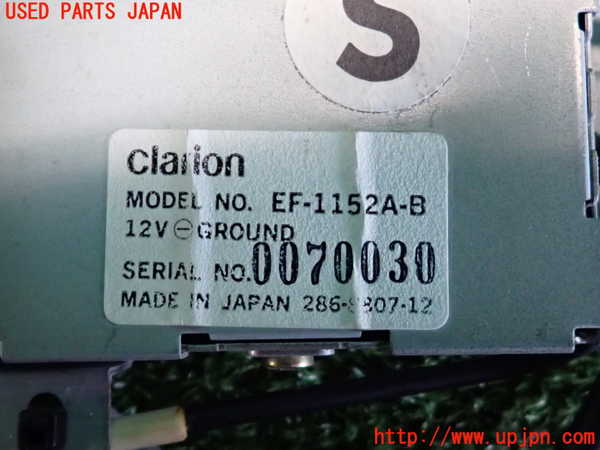 USED PARTS JAPAN
S
clarion
MODEL NO. EF-1152A-B
12V ⊖ GROUND
SERIAL NO. 0070030
MADE IN JAPAN
http://www.upjpn.com